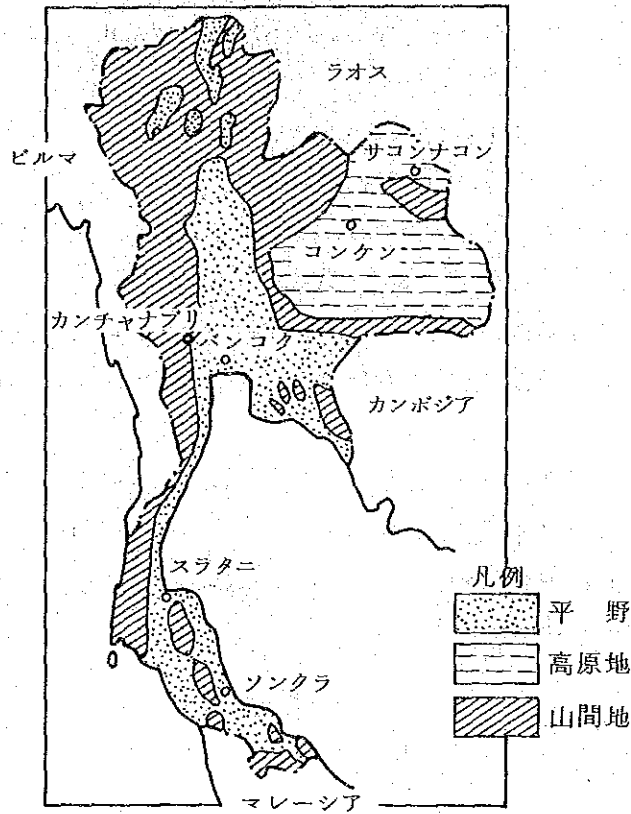 ラオス
ビルマ
サコンナコン
コンケン
カンチャナブリ
バンコク
カンボジア
スラタニ
凡例
平 野
高原地
ソンクラ
山間地
マレーシア